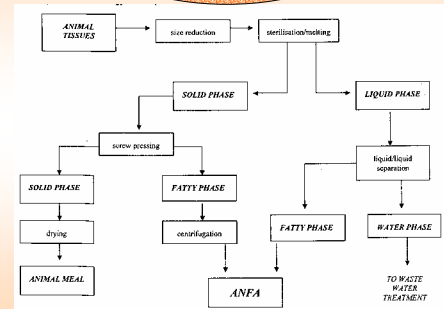 ANIMAL
TISSUES
size reduction
sterilisation/melting
SOLID PHASE
LIQUID PHASE
screw pressing
liquid/liquid
separation
SOLID PHASE
FATTY PHASE
FATTY PHASE
WATER PHASE
drying
centrifugation
ANIMAL MEAL
ANFA
TO WASTE
WATER
TREATMENT